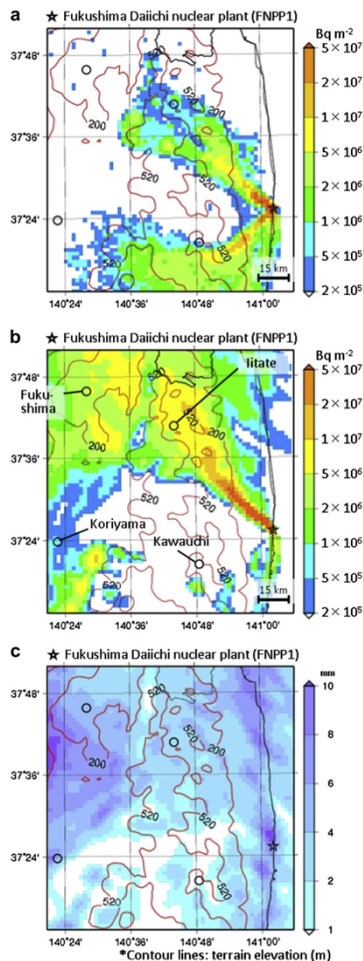 a
☆ Fukushima Daiichi nuclear plant (FNPP1)
Bq m⁻²
37°48'
37°36'
37°24'
200
520
200
520
520
5 × 10⁷
2 × 10⁷
1 × 10⁷
5 × 10⁶
2 × 10⁶
1 × 10⁶
5 × 10⁵
2 × 10⁵
15 km
140°24' 140°36' 140°48' 141°00'
b
☆ Fukushima Daiichi nuclear plant (FNPP1)
Bq m⁻²
37°48'
37°36'
37°24'
Fuku-
shima
Iitate
Koriyama
Kawauchi
520
200
200
520
520
5 × 10⁷
2 × 10⁷
1 × 10⁷
5 × 10⁶
2 × 10⁶
1 × 10⁶
5 × 10⁵
2 × 10⁵
15 km
140°24' 140°36' 140°48' 141°00'
c
☆ Fukushima Daiichi nuclear plant (FNPP1)
mm
37°48'
37°36'
37°24'
520
200
200
520
520
520
10
8
6
4
2
1
140°24' 140°36' 140°48' 141°00'
*Contour lines: terrain elevation (m)